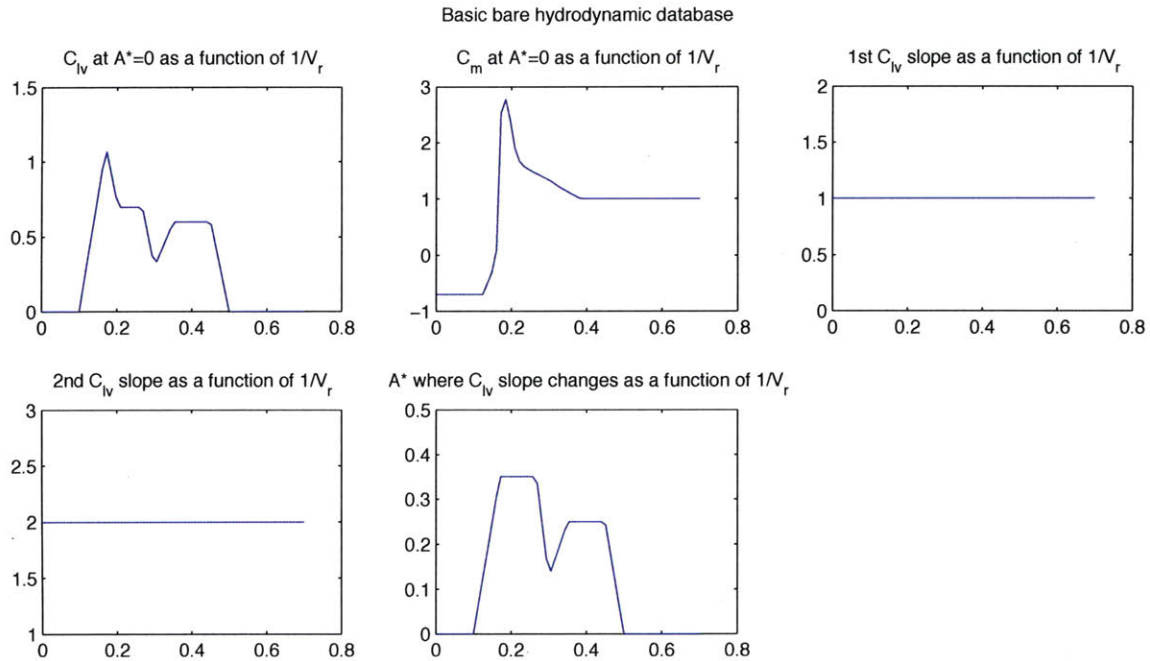 Basic bare hydrodynamic database
C_lv at A*=0 as a function of 1/V_r
1.5
1
0.5
0
0 0.2 0.4 0.6 0.8
C_m at A*=0 as a function of 1/V_r
3
2
1
0
−1
0 0.2 0.4 0.6 0.8
1st C_lv slope as a function of 1/V_r
2
1.5
1
0.5
0
0 0.2 0.4 0.6 0.8
2nd C_lv slope as a function of 1/V_r
3
2.5
2
1.5
1
0 0.2 0.4 0.6 0.8
A* where C_lv slope changes as a function of 1/V_r
0.5
0.4
0.3
0.2
0.1
0
0 0.2 0.4 0.6 0.8